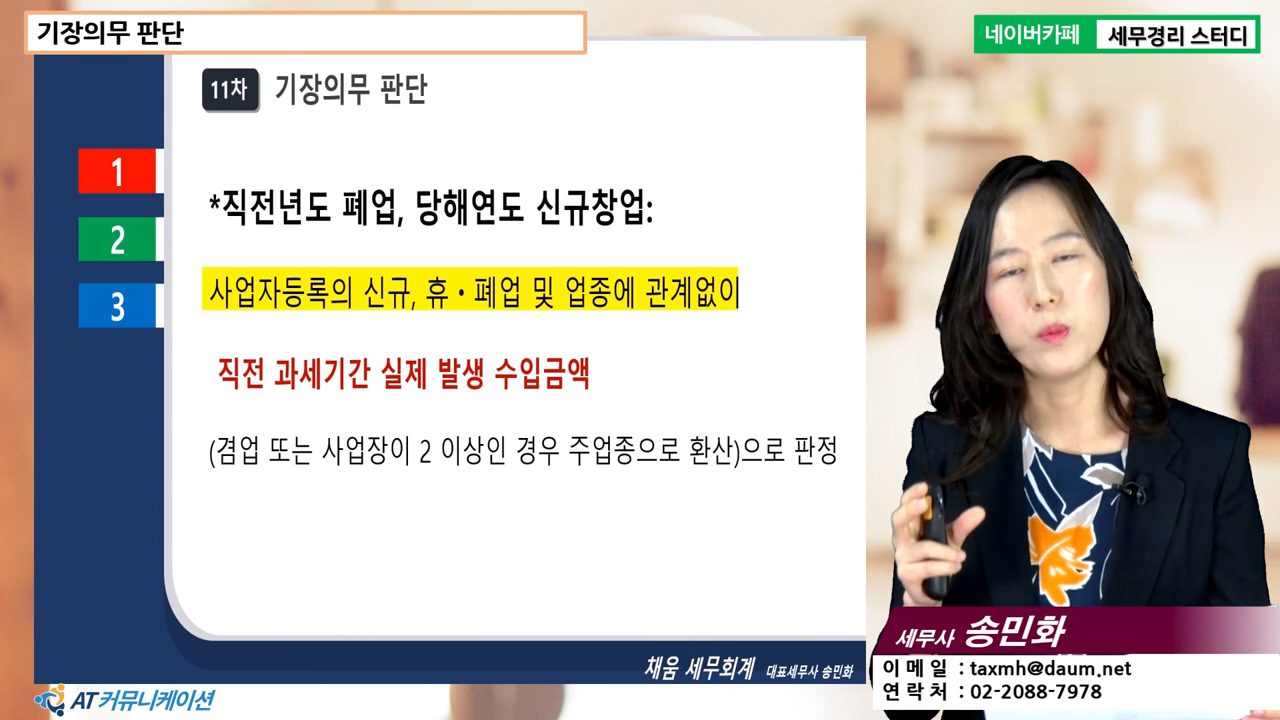 기장의무 판단
네이버카페 세무경리 스터디
11차 기장의무 판단
1
2
3
*직전년도 폐업, 당해연도 신규창업:
사업자등록의 신규, 휴•폐업 및 업종에 관계없이
직전 과세기간 실제 발생 수입금액
(겸업 또는 사업장이 2 이상인 경우 주업종으로 환산)으로 판정
채움 세무회계 대표세무사 송민화
세무사 송민화
이 메 일 : taxmh@daum.net
연 락 처 : 02-2088-7978
AT커뮤니케이션